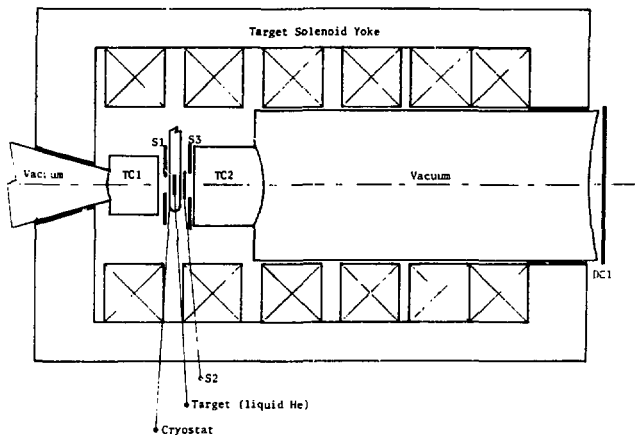 Target Solenoid Yoke
S1
S3
Vacuum
TC1
TC2
Vacuum
DC1
S2
Target (liquid He)
Cryostat